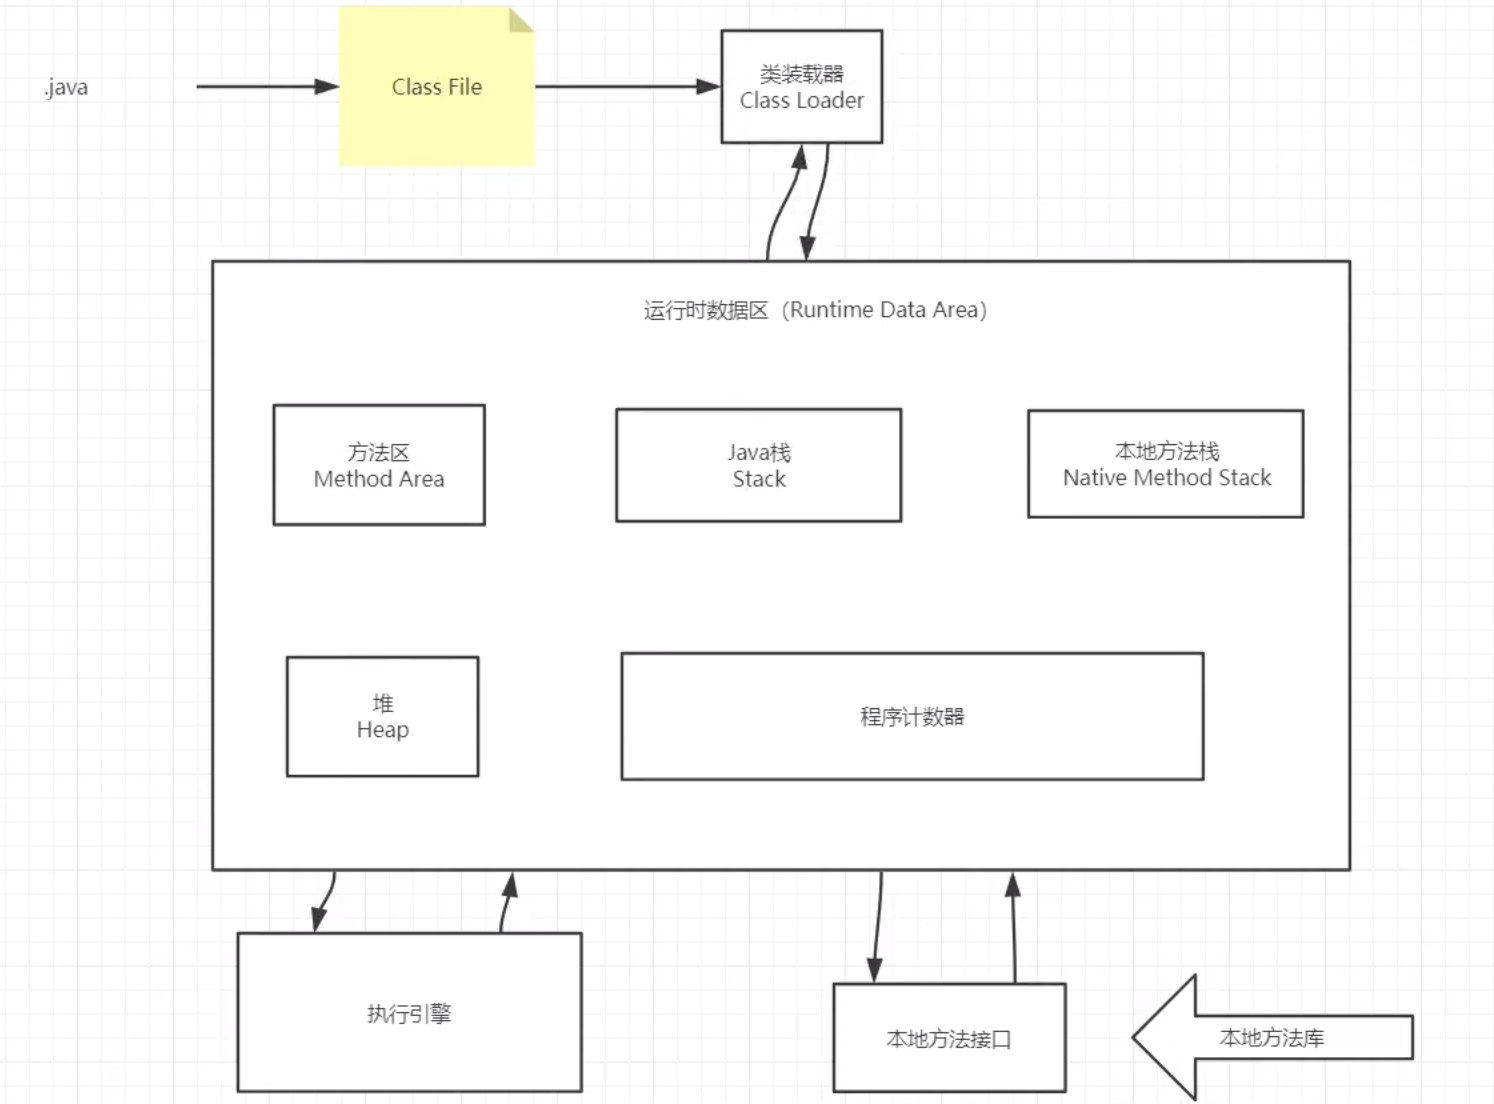 .java
Class File
类装载器
Class Loader
运行时数据区（Runtime Data Area）
方法区
Method Area
Java栈
Stack
本地方法栈
Native Method Stack
堆
Heap
程序计数器
执行引擎
本地方法接口
本地方法库